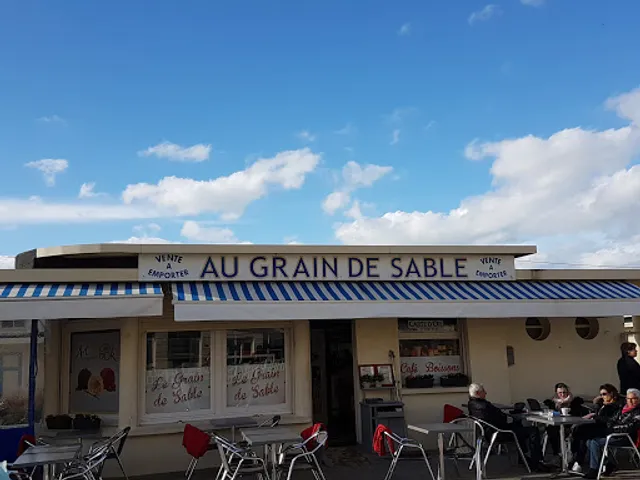 VENTE
A
EMPORTER
AU GRAIN DE SABLE
VENTE
A
EMPORTER
Le Grain
de Sable
Le Grain
de Sable
Café Boissons